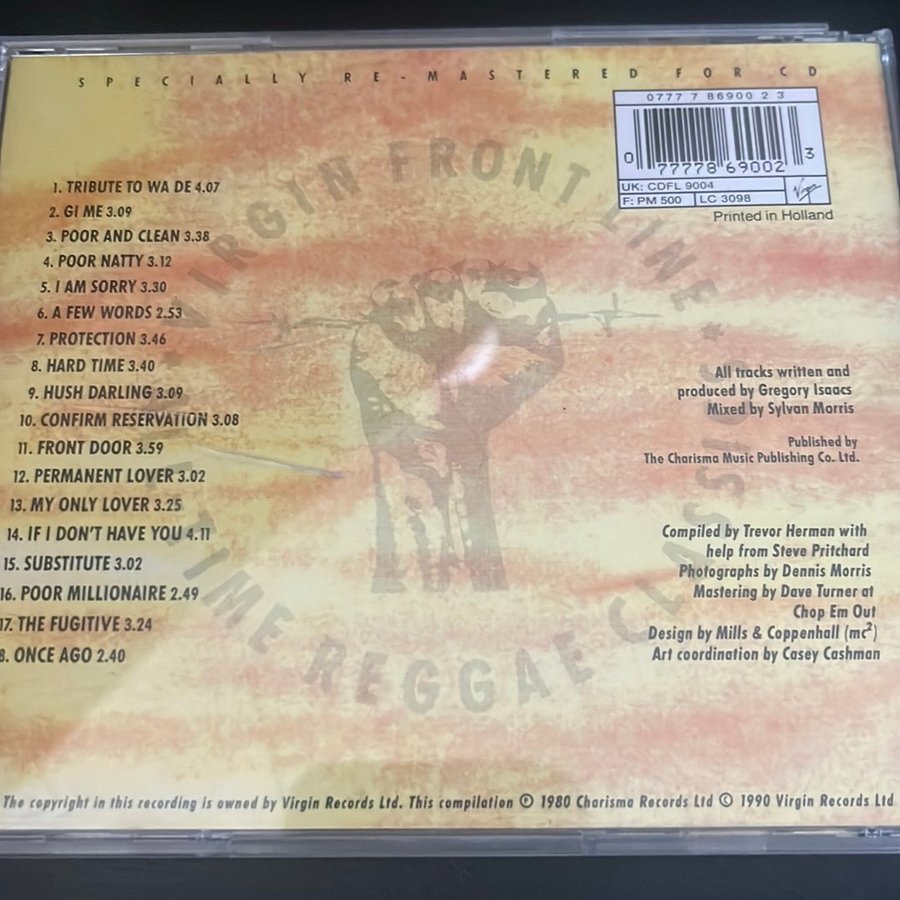 SPECIALLY RE-MASTERED FOR CD
0777 7 86900 2 3
0 77778 69002 3
UK: CDFL 9004
F: PM 500
LC 3098
Virgin
Printed in Holland
VIRGIN FRONT LINE
1. TRIBUTE TO WA DE 4.07
2. GI ME 3.09
3. POOR AND CLEAN 3.38
4. POOR NATTY 3.12
5. I AM SORRY 3.30
6. A FEW WORDS 2.53
7. PROTECTION 3.46
8. HARD TIME 3.40
9. HUSH DARLING 3.09
10. CONFIRM RESERVATION 3.08
11. FRONT DOOR 3.59
12. PERMANENT LOVER 3.02
13. MY ONLY LOVER 3.25
14. IF I DON'T HAVE YOU 4.11
15. SUBSTITUTE 3.02
16. POOR MILLIONAIRE 2.49
17. THE FUGITIVE 3.24
8. ONCE AGO 2.40
All tracks written and
produced by Gregory Isaacs
Mixed by Sylvan Morris
Published by
The Charisma Music Publishing Co. Ltd.
Compiled by Trevor Herman with
help from Steve Pritchard
Photographs by Dennis Morris
Mastering by Dave Turner at
Chop Em Out
Design by Mills & Coppenhall (mc²)
Art coordination by Casey Cashman
TIME REGGAE CLASSICS
The copyright in this recording is owned by Virgin Records Ltd. This compilation ℗ 1980 Charisma Records Ltd © 1990 Virgin Records Ltd